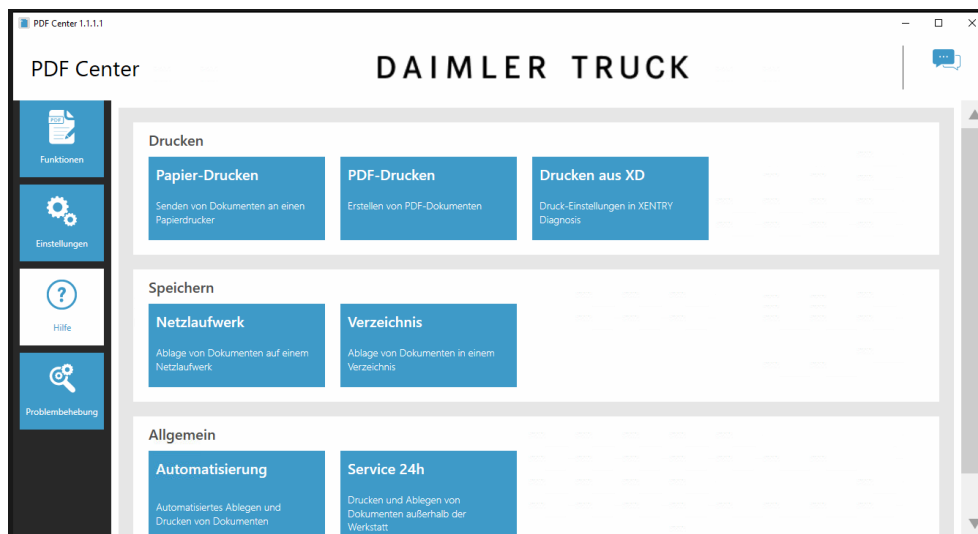 PDF Center 1.1.1.1
PDF Center
DAIMLER TRUCK
PDF
Funktionen
Einstellungen
?
Hilfe
Problembehebung
Drucken
Papier-Drucken
Senden von Dokumenten an einen
Papierdrucker
PDF-Drucken
Erstellen von PDF-Dokumenten
Drucken aus XD
Druck-Einstellungen in XENTRY
Diagnosis
Speichern
Netzlaufwerk
Ablage von Dokumenten auf einem
Netzlaufwerk
Verzeichnis
Ablage von Dokumenten in einem
Verzeichnis
Allgemein
Automatisierung
Automatisiertes Ablegen und
Drucken von Dokumenten
Service 24h
Drucken und Ablegen von
Dokumenten außerhalb der
Werkstatt